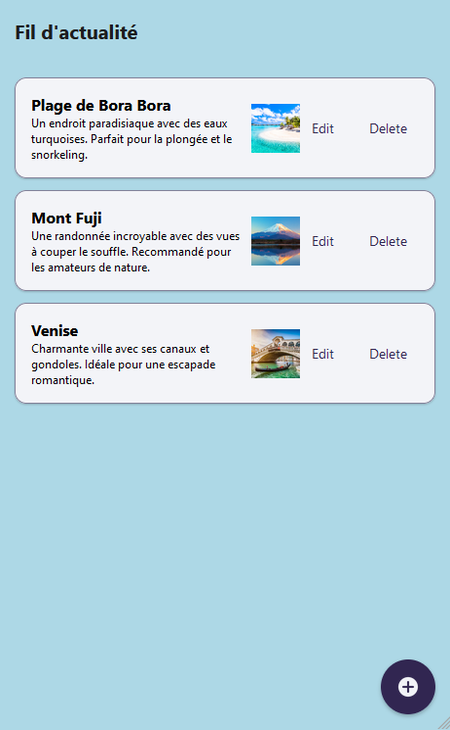 Fil d'actualité
Plage de Bora Bora
Un endroit paradisiaque avec des eaux
turquoises. Parfait pour la plongée et le
snorkeling.
Edit
Delete
Mont Fuji
Une randonnée incroyable avec des vues
à couper le souffle. Recommandé pour
les amateurs de nature.
Edit
Delete
Venise
Charmante ville avec ses canaux et
gondoles. Idéale pour une escapade
romantique.
Edit
Delete